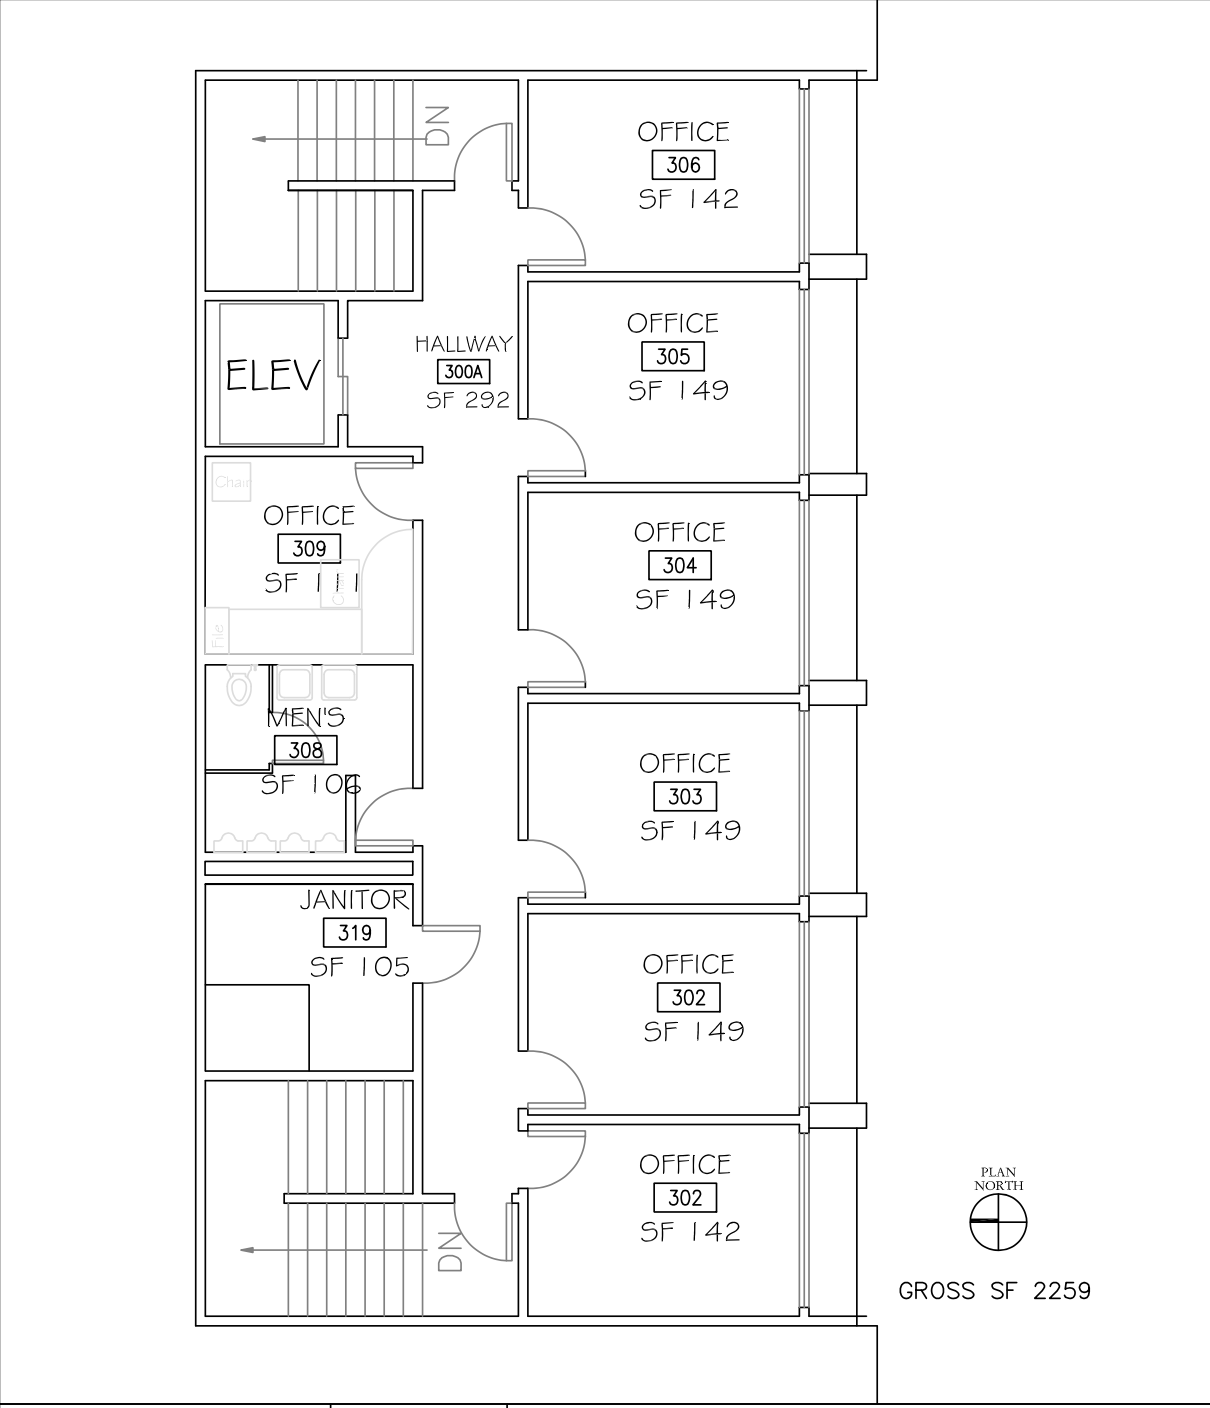 DN
OFFICE
306
SF 142
HALLWAY
300A
SF 292
OFFICE
305
SF 149
ELEV
Chair
OFFICE
309
SF 111
Chair
File
OFFICE
304
SF 149
MEN'S
308
SF 106
OFFICE
303
SF 149
JANITOR
319
SF 105
OFFICE
302
SF 149
OFFICE
302
SF 142
DN
PLAN
NORTH
GROSS SF 2259